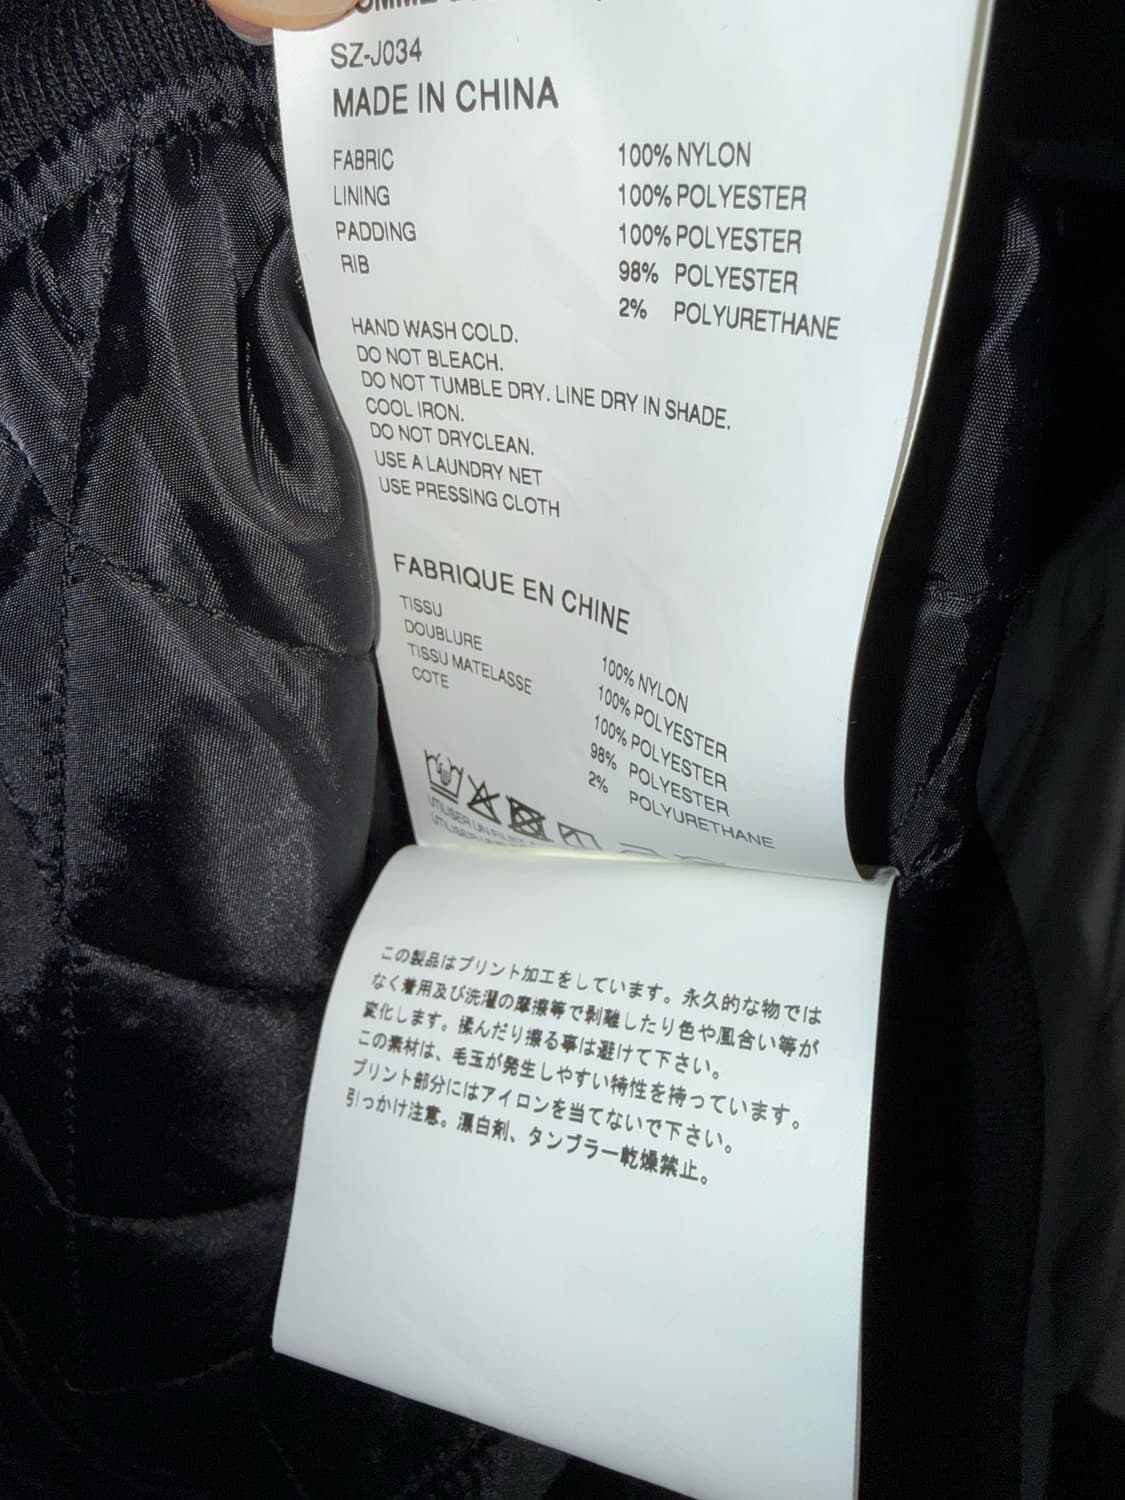 SZ-J034
MADE IN CHINA
FABRIC 100% NYLON
LINING 100% POLYESTER
PADDING 100% POLYESTER
RIB 98% POLYESTER
2% POLYURETHANE
HAND WASH COLD.
DO NOT BLEACH.
DO NOT TUMBLE DRY. LINE DRY IN SHADE.
COOL IRON.
DO NOT DRYCLEAN.
USE A LAUNDRY NET
USE PRESSING CLOTH
FABRIQUE EN CHINE
TISSU 100% NYLON
DOUBLURE 100% POLYESTER
TISSU MATELASSE 100% POLYESTER
COTE 98% POLYESTER
2% POLYURETHANE
UTILISER UN
UTILISER
この製品はプリント加工をしています。永久的な物では
なく着用及び洗濯の摩擦等で剥離したり色や風合い等が
変化します。揉んだり擦る事は避けて下さい。
この素材は、毛玉が発生しやすい特性を持っています。
プリント部分にはアイロンを当てないで下さい。
引っかけ注意。漂白剤、タンブラー乾燥禁止。